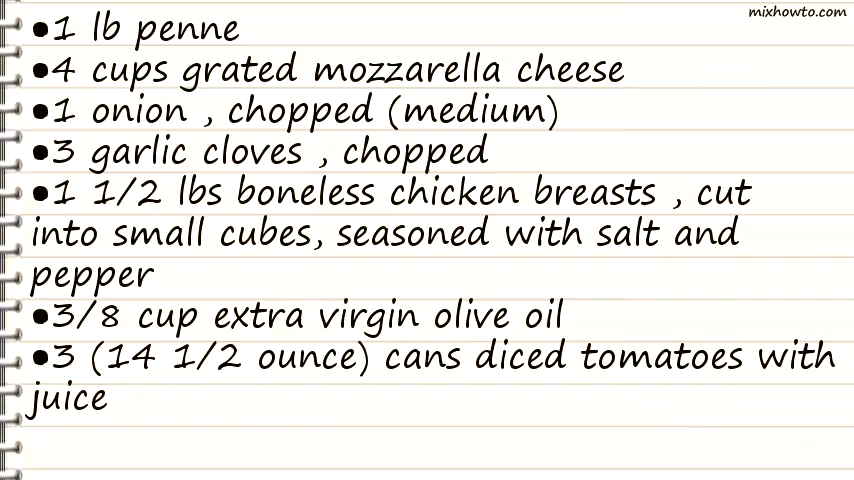 mixhowto.com
•1 lb penne
•4 cups grated mozzarella cheese
•1 onion , chopped (medium)
•3 garlic cloves , chopped
•1 1/2 lbs boneless chicken breasts , cut
into small cubes, seasoned with salt and
pepper
•3/8 cup extra virgin olive oil
•3 (14 1/2 ounce) cans diced tomatoes with
juice